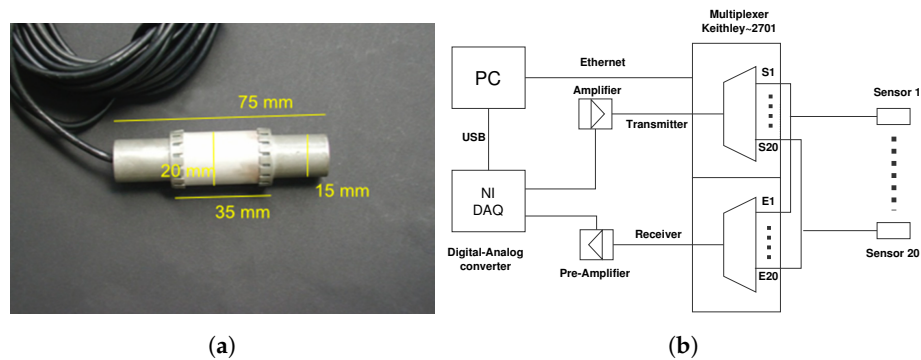 75 mm
20 mm
15 mm
35 mm
(a)
Multiplexer
Keithley~2701
PC
Ethernet
S1
Amplifier
Sensor 1
Transmitter
USB
S20
NI
DAQ
E1
Receiver
Digital-Analog
converter
Pre-Amplifier
E20
Sensor 20
(b)